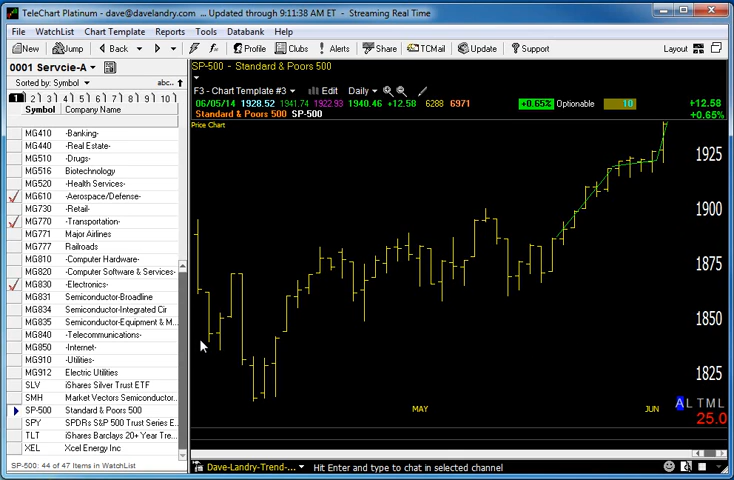 TeleChart Platinum - dave@davelandry.com ... Updated through 9:11:38 AM ET - Streaming Real Time
File WatchList Chart Template Reports Tools Databank Help
New Jump Back Profile Clubs Alerts Share TCMail Update Support Layout
0001 Servcie-A
Sorted by: Symbol abc..
1 2 3 4 5 6 7 8 9 10
Symbol Company Name
MG410 -Banking-
MG440 -Real Estate-
MG510 -Drugs-
MG516 Biotechnology
MG520 -Health Services-
MG610 -Aerospace/Defense-
MG730 -Retail-
MG770 -Transportation-
MG771 Major Airlines
MG777 Railroads
MG810 -Computer Hardware-
MG820 -Computer Software & Services-
MG830 -Electronics-
MG831 Semiconductor-Broadline
MG834 Semiconductor-Integrated Cir
MG835 Semiconductor-Equipment & M...
MG840 -Telecommunications-
MG850 -Internet-
MG910 -Utilities-
MG912 Electric Utilities
SLV iShares Silver Trust ETF
SMH Market Vectors Semiconductor...
SP-500 Standard & Poors 500
SPY SPDRs S&P 500 Trust Series E...
TLT iShares Barclays 20+ Year Tre...
XEL Xcel Energy Inc
SP-500: 44 of 47 Items in WatchList
SP-500 - Standard & Poors 500
F3 - Chart Template #3 Edit Daily
06/05/14 1928.52 1941.74 1922.93 1940.46 +12.58 6288 6971 +0.65% Optionable 10 +12.58
Standard & Poors 500 SP-500 +0.65%
Price Chart
1925
1900
1875
1850
1825
MAY JUN
A L T M L
25.0
Dave-Landry-Trend-... Hit Enter and type to chat in selected channel